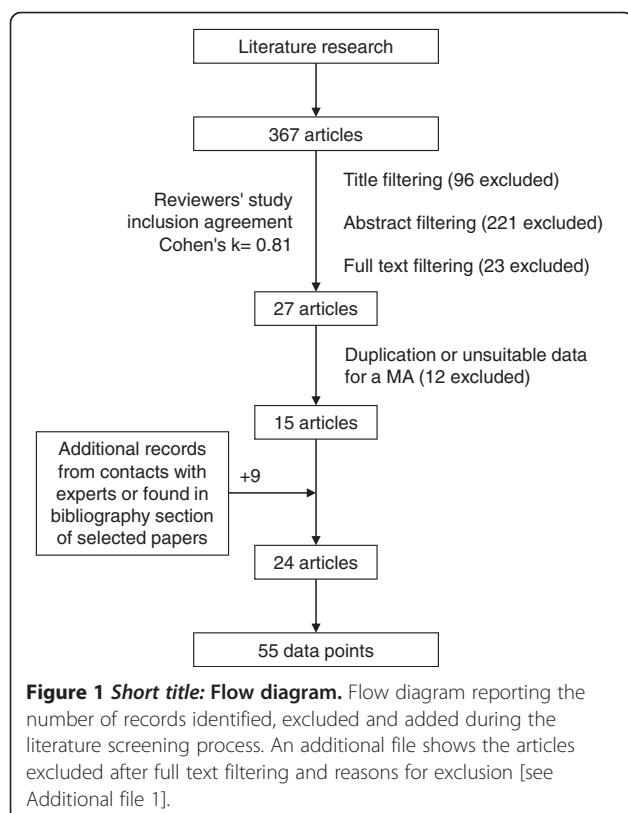 Literature research
367 articles
Reviewers' study
inclusion agreement
Cohen's k= 0.81
Title filtering (96 excluded)
Abstract filtering (221 excluded)
Full text filtering (23 excluded)
27 articles
Duplication or unsuitable data
for a MA (12 excluded)
15 articles
Additional records
from contacts with
experts or found in
bibliography section
of selected papers
+9
24 articles
55 data points
Figure 1 Short title: Flow diagram. Flow diagram reporting the
number of records identified, excluded and added during the
literature screening process. An additional file shows the articles
excluded after full text filtering and reasons for exclusion [see
Additional file 1].